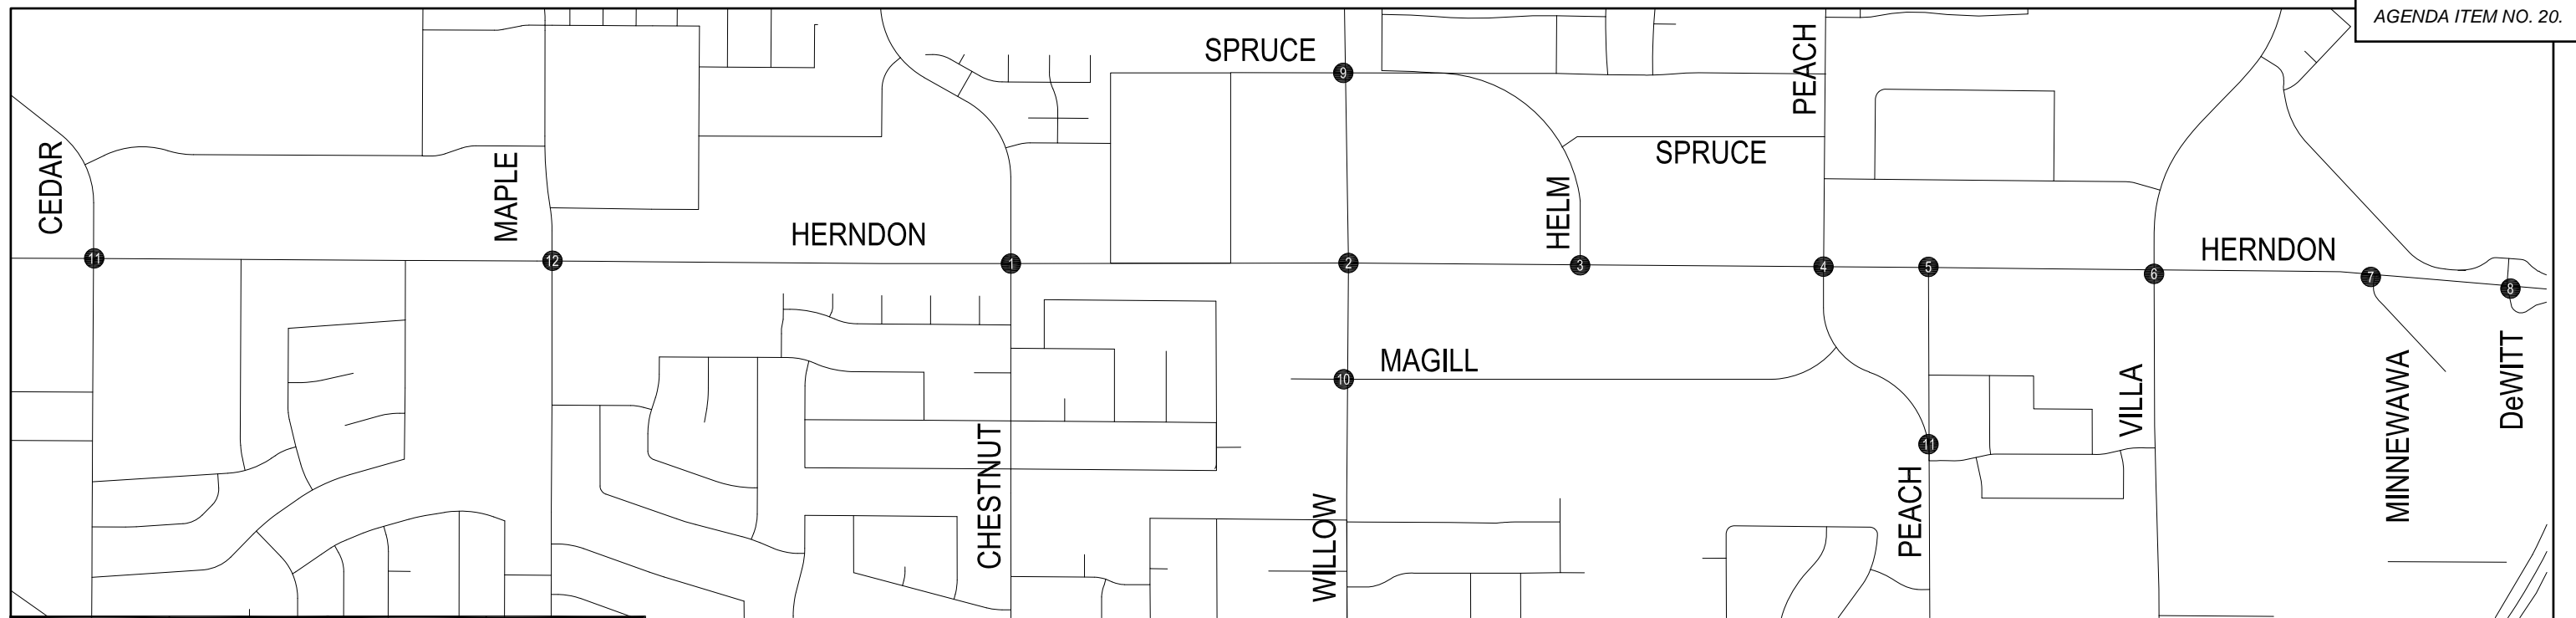 AGENDA ITEM NO. 20.
SPRUCE
9
PEACH
CEDAR
MAPLE
SPRUCE
HELM
HERNDON
HERNDON
11
12
1
2
3
4
5
6
7
8
MAGILL
10
VILLA
MINNEWAWA
DeWITT
11
CHESTNUT
PEACH
WILLOW